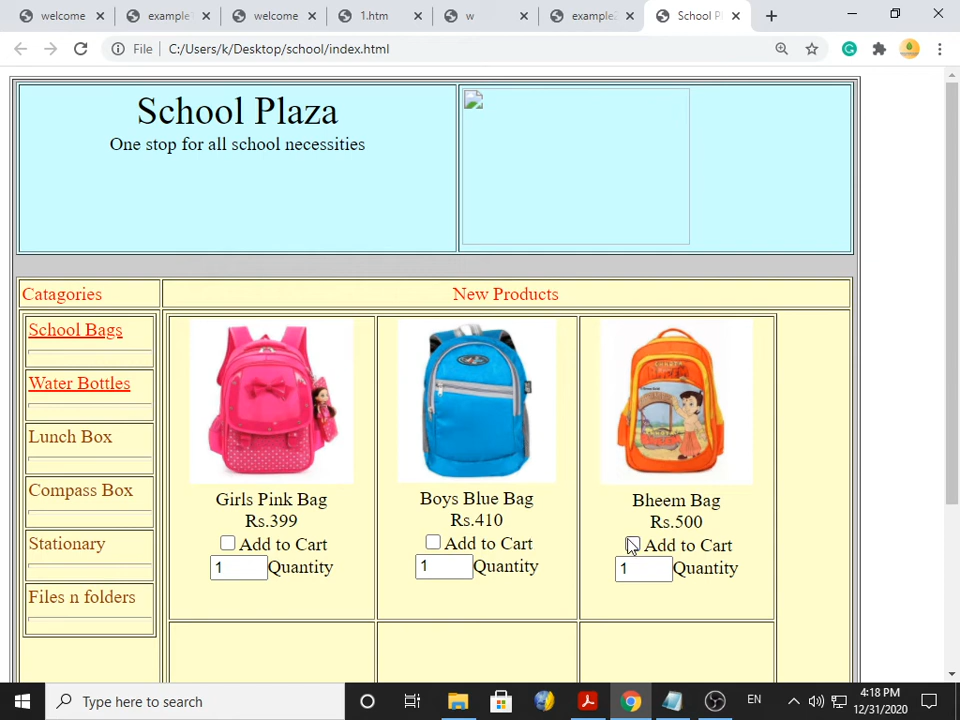 welcome
example
welcome
1.htm
w
example
School P
File
C:/Users/k/Desktop/school/index.html
School Plaza
One stop for all school necessities
Catagories
New Products
School Bags
Water Bottles
Lunch Box
Compass Box
Stationary
Files n folders
Girls Pink Bag
Rs.399
Add to Cart
1 Quantity
Boys Blue Bag
Rs.410
Add to Cart
1 Quantity
Bheem Bag
Rs.500
Add to Cart
1 Quantity
Type here to search
EN
4:18 PM
12/31/2020